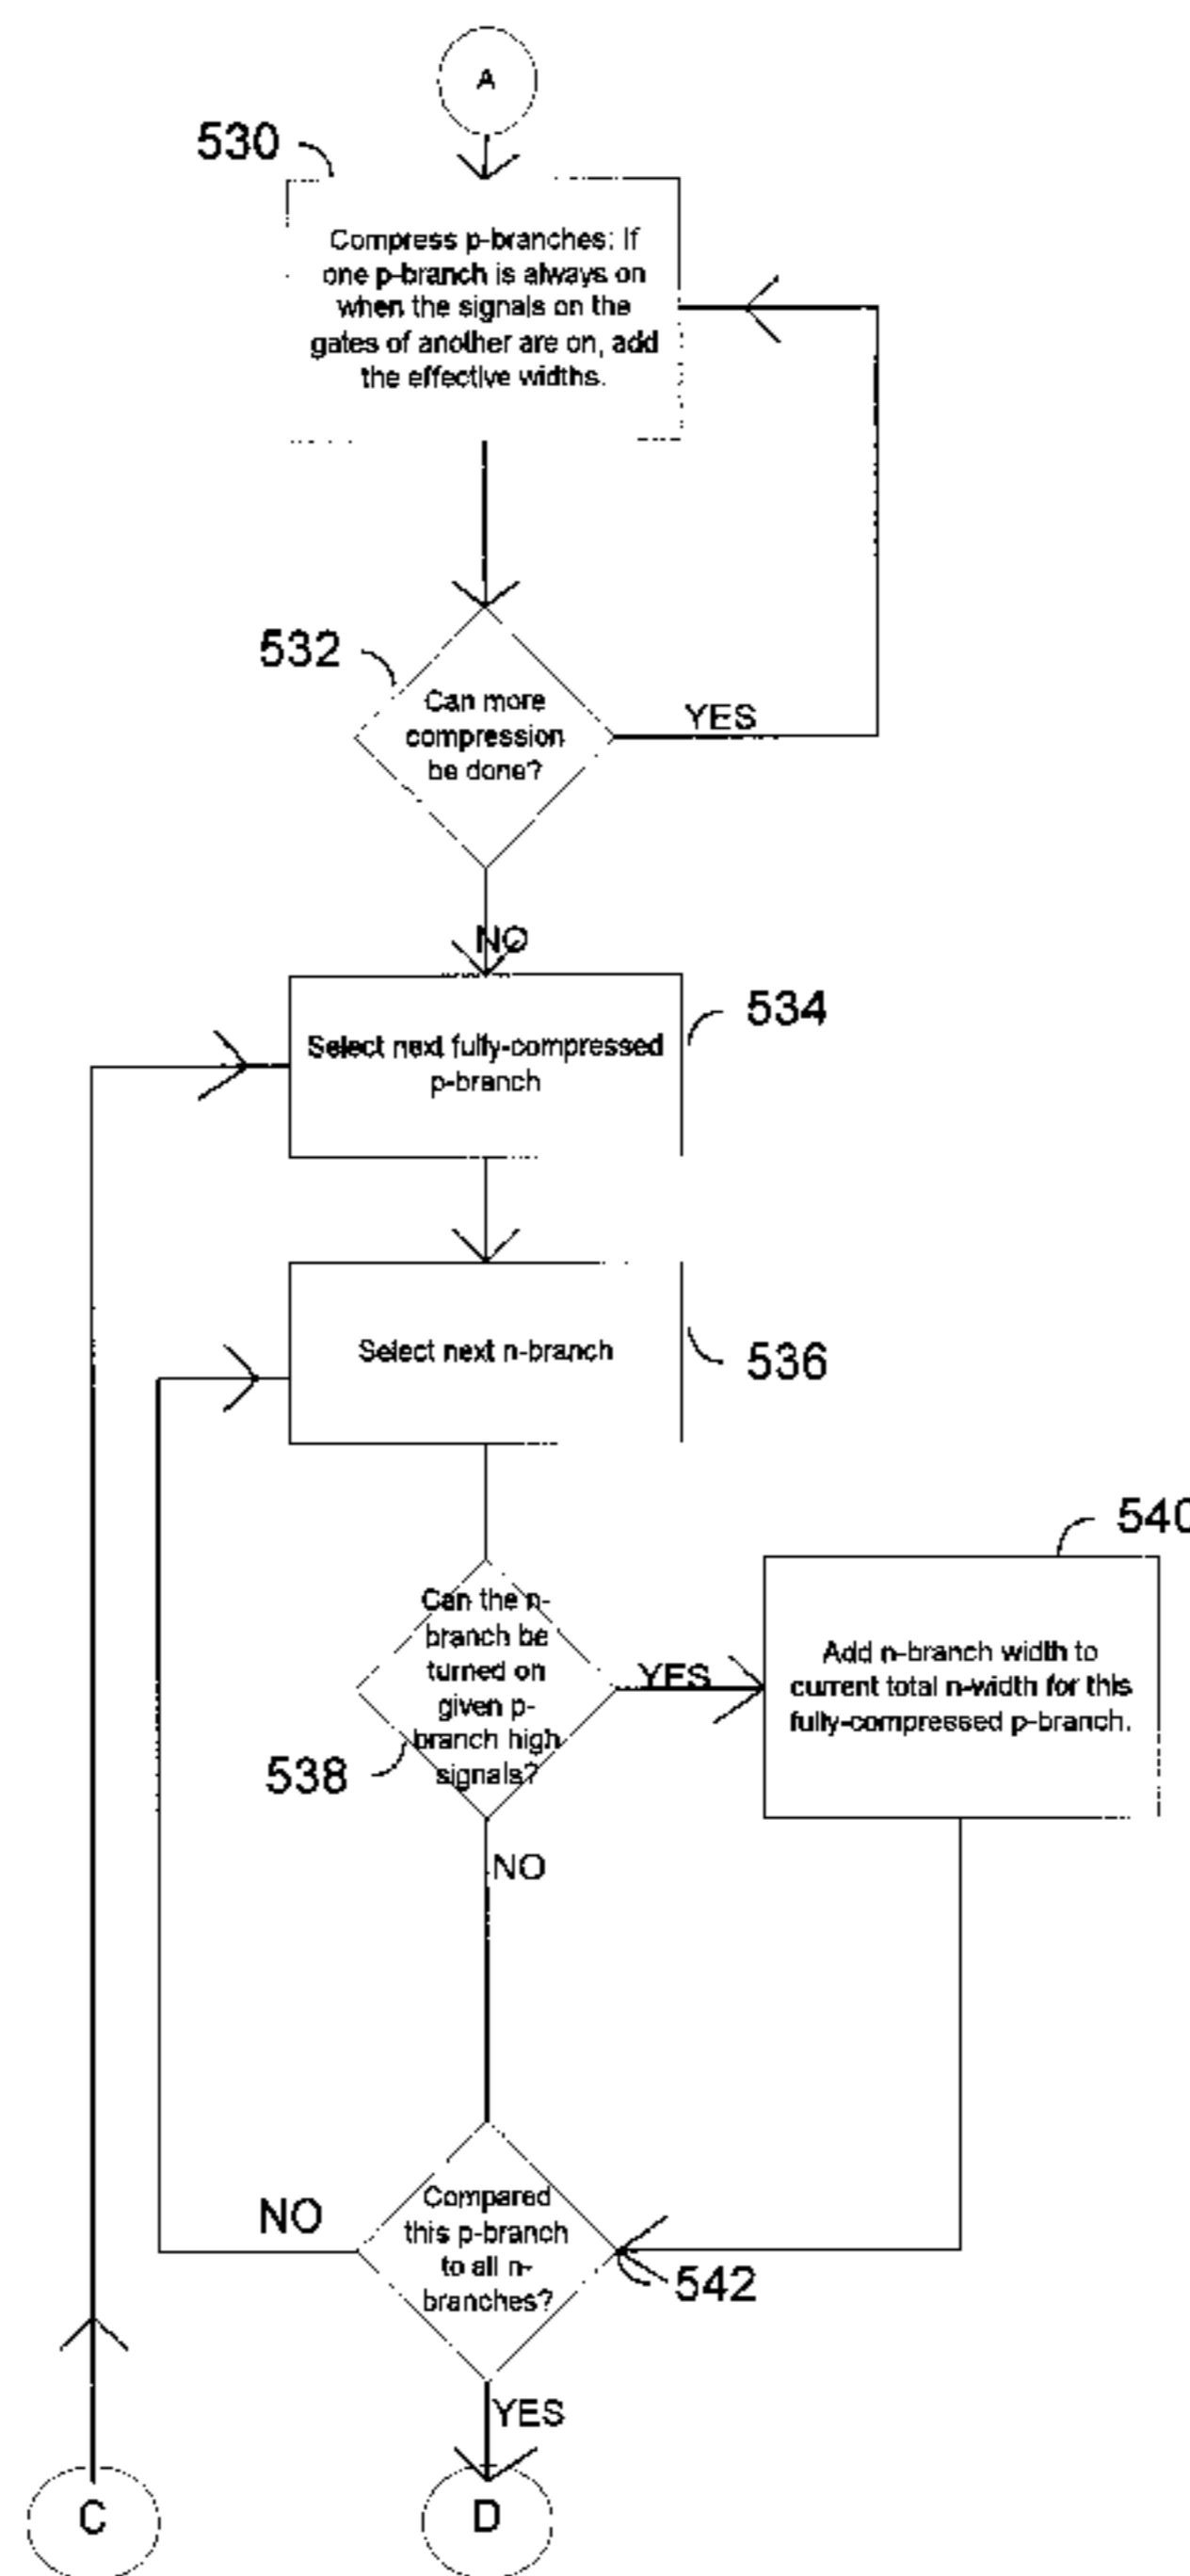 A
530
Compress p-branches: If
one p-branch is always on
when the signals on the
gates of another are on, add
the effective widths.
532
Can more
compression
be done?
YES
NO
534
Select next fully-compressed
p-branch
536
Select next n-branch
540
Can the n-
branch be
turned on
given p-
branch high
signals?
538
YES
Add n-branch width to
current total n-width for this
fully-compressed p-branch.
NO
NO
Compared
this p-branch
to all n-
branches?
542
YES
C
D